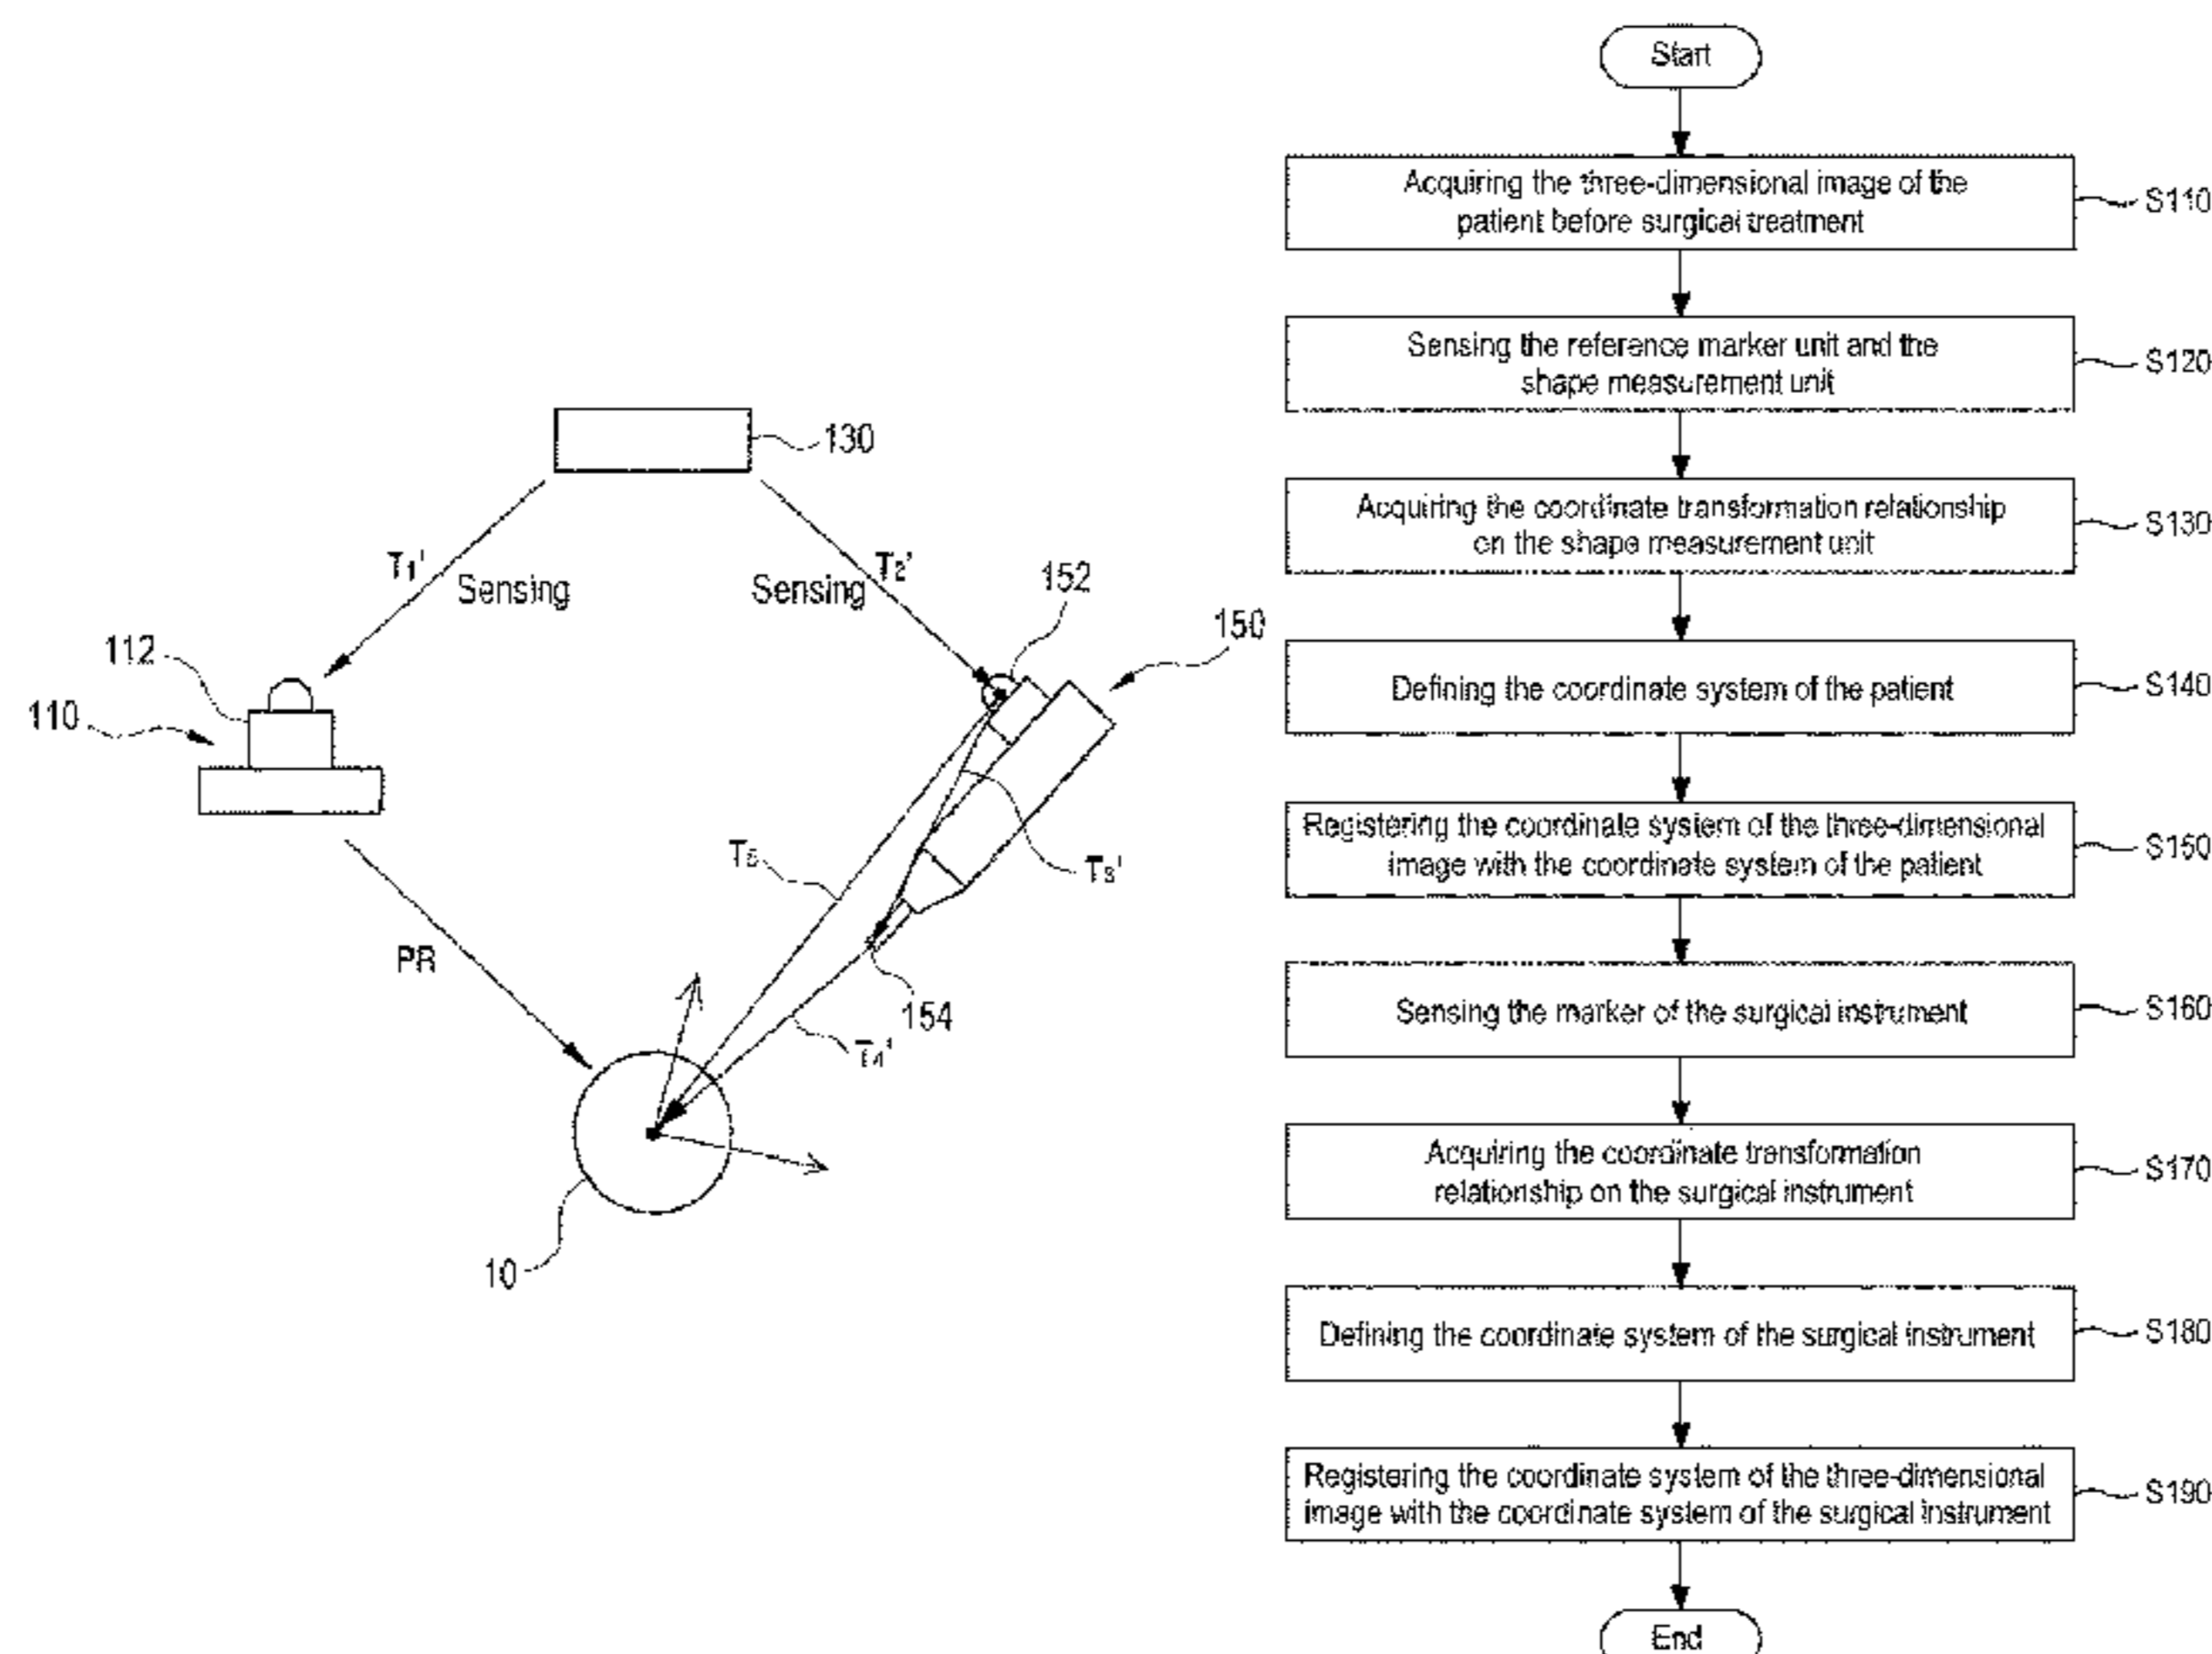 130
T1'
Sensing
Sensing
T2'
152
150
112
110
T3'
PR
154
T4'
10
Start
Acquiring the three-dimensional image of the
patient before surgical treatment
S110
Sensing the reference marker unit and the
shape measurement unit
S120
Acquiring the coordinate transformation relationship
on the shape measurement unit
S130
Defining the coordinate system of the patient
S140
Registering the coordinate system of the three-dimensional
image with the coordinate system of the patient
S150
Sensing the marker of the surgical instrument
S160
Acquiring the coordinate transformation
relationship on the surgical instrument
S170
Defining the coordinate system of the surgical instrument
S180
Registering the coordinate system of the three-dimensional
image with the coordinate system of the surgical instrument
S190
End